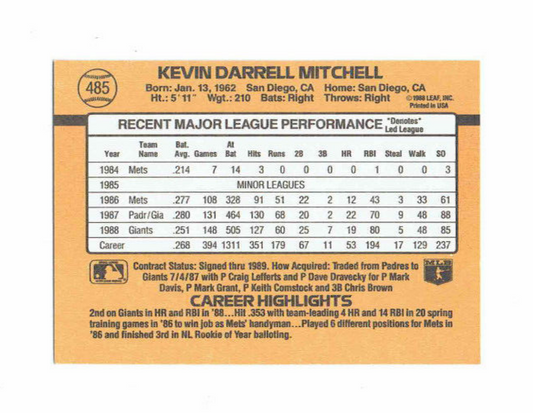 485
KEVIN DARRELL MITCHELL
Born: Jan. 13, 1962 San Diego, CA Home: San Diego, CA
Ht.: 5'11" Wgt.: 210 Bats: Right Throws: Right ©1988 LEAF, INC.
Printed in USA
RECENT MAJOR LEAGUE PERFORMANCE "Denotes" Led League
Year Team Name Bat. Avg. Games At Bat Hits Runs 2B 3B HR RBI Steal Walk SO
1984 Mets .214 7 14 3 0 0 0 0 1 0 0 3
1985 MINOR LEAGUES
1986 Mets .277 108 328 91 51 22 2 12 43 3 33 61
1987 Padr/Gia .280 131 464 130 68 20 2 22 70 9 48 88
1988 Giants .251 148 505 127 60 25 7 19 80 5 48 85
Career .268 394 1311 351 179 67 11 53 194 17 129 237
Contract Status: Signed thru 1989. How Acquired: Traded from Padres to
Giants 7/4/87 with P Craig Lefferts and P Dave Dravecky for P Mark
Davis, P Mark Grant, P Keith Comstock and 3B Chris Brown
MLB
CAREER HIGHLIGHTS
2nd on Giants in HR and RBI in '88...Hit .353 with team-leading 4 HR and 14 RBI in 20 spring
training games in '86 to win job as Mets' handyman...Played 6 different positions for Mets in
'86 and finished 3rd in NL Rookie of Year balloting.